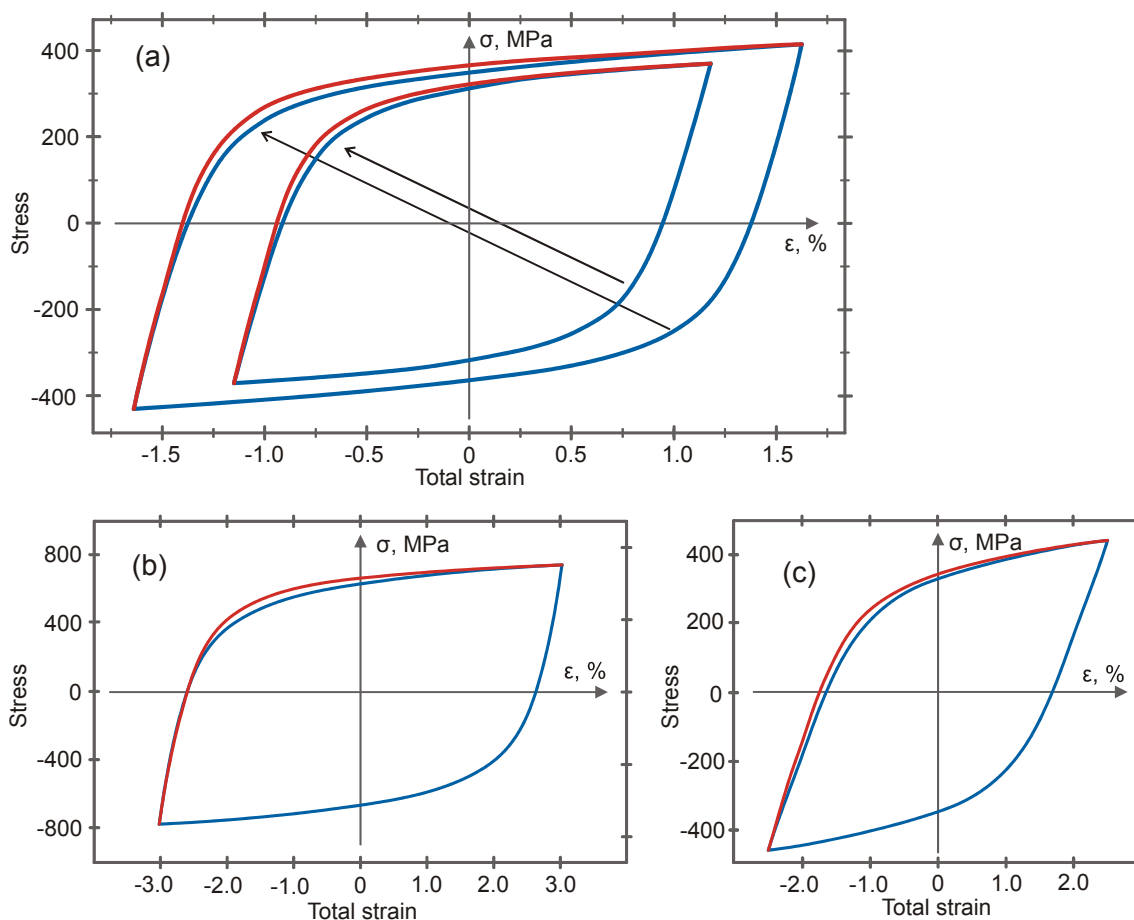 (a)
σ, MPa
400
200
0
-200
-400
Stress
ε, %
-1.5 -1.0 -0.5 0 0.5 1.0 1.5
Total strain
(b)
σ, MPa
800
400
0
-400
-800
Stress
ε, %
-3.0 -2.0 -1.0 0 1.0 2.0 3.0
Total strain
(c)
σ, MPa
400
200
0
-200
-400
Stress
ε, %
-2.0 -1.0 0 1.0 2.0
Total strain